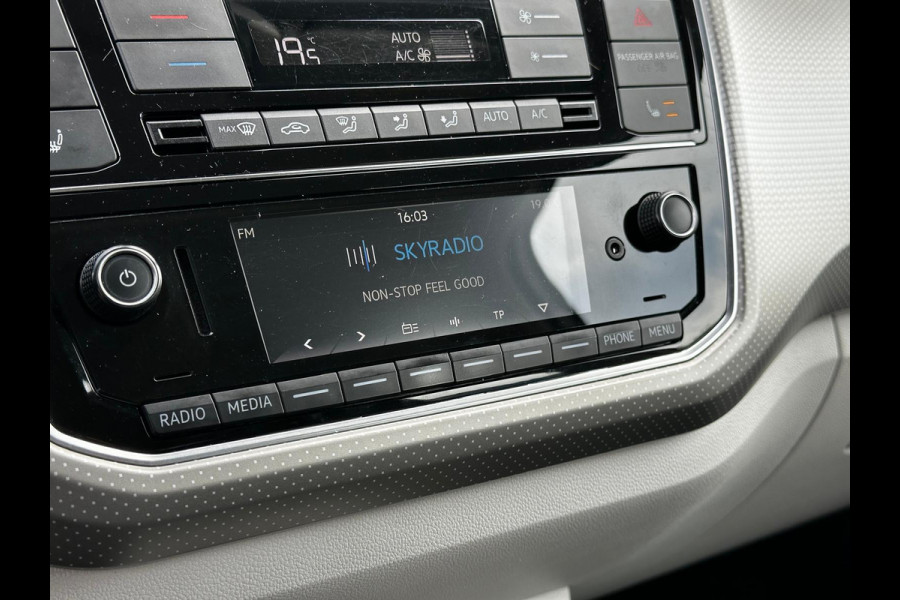 19.5 °C
AUTO
A/C
PASSENGER AIR BAG
MAX
AUTO
A/C
16:03
19
FM
SKYRADIO
NON-STOP FEEL GOOD
TP
RADIO
MEDIA
PHONE
MENU